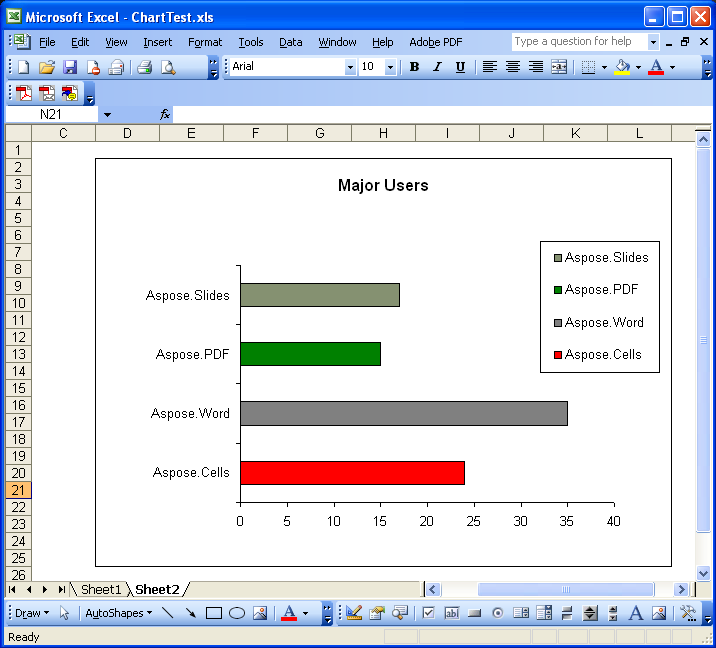 Microsoft Excel - ChartTest.xls
File Edit View Insert Format Tools Data Window Help Adobe PDF Type a question for help
Arial 10 B I U A
N21 fx
C D E F G H I J K L
1
2
3
4
5
6
7
8
9
10
11
12
13
14
15
16
17
18
19
20
21
22
23
24
25
26
Major Users
Aspose.Slides
Aspose.PDF
Aspose.Word
Aspose.Cells
0 5 10 15 20 25 30 35 40
Aspose.Slides
Aspose.PDF
Aspose.Word
Aspose.Cells
Sheet1 Sheet2
Draw AutoShapes A ab A
Ready